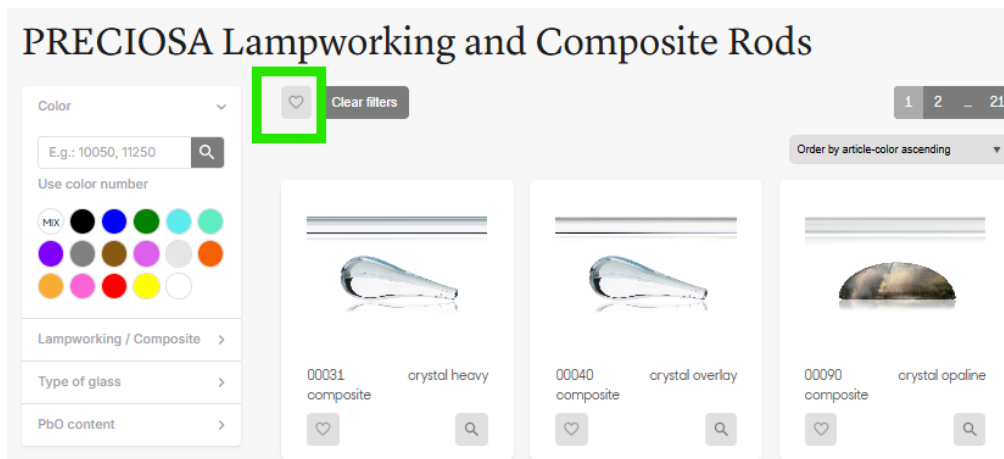 PRECIOSA Lampworking and Composite Rods
Color
E.g.: 10050, 11250
Use color number
MIX
Lampworking / Composite
Type of glass
PbO content
Clear filters
1 2 ... 21
Order by article-color ascending
00031 crystal heavy
composite
00040 crystal overlay
composite
00090 crystal opaline
composite